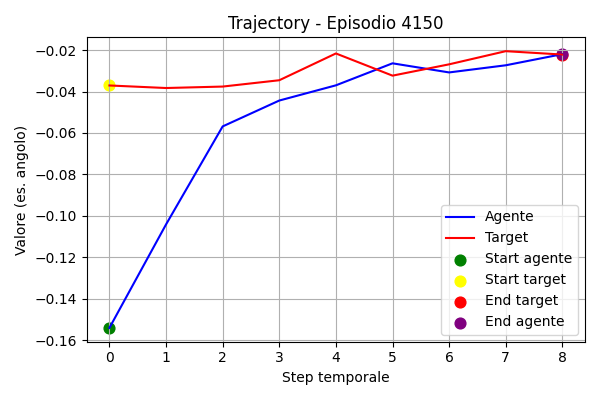 Trajectory - Episodio 4150
Valore (es. angolo)
−0.02
−0.04
−0.06
−0.08
−0.10
−0.12
−0.14
−0.16
0 1 2 3 4 5 6 7 8
Step temporale
Agente
Target
Start agente
Start target
End target
End agente